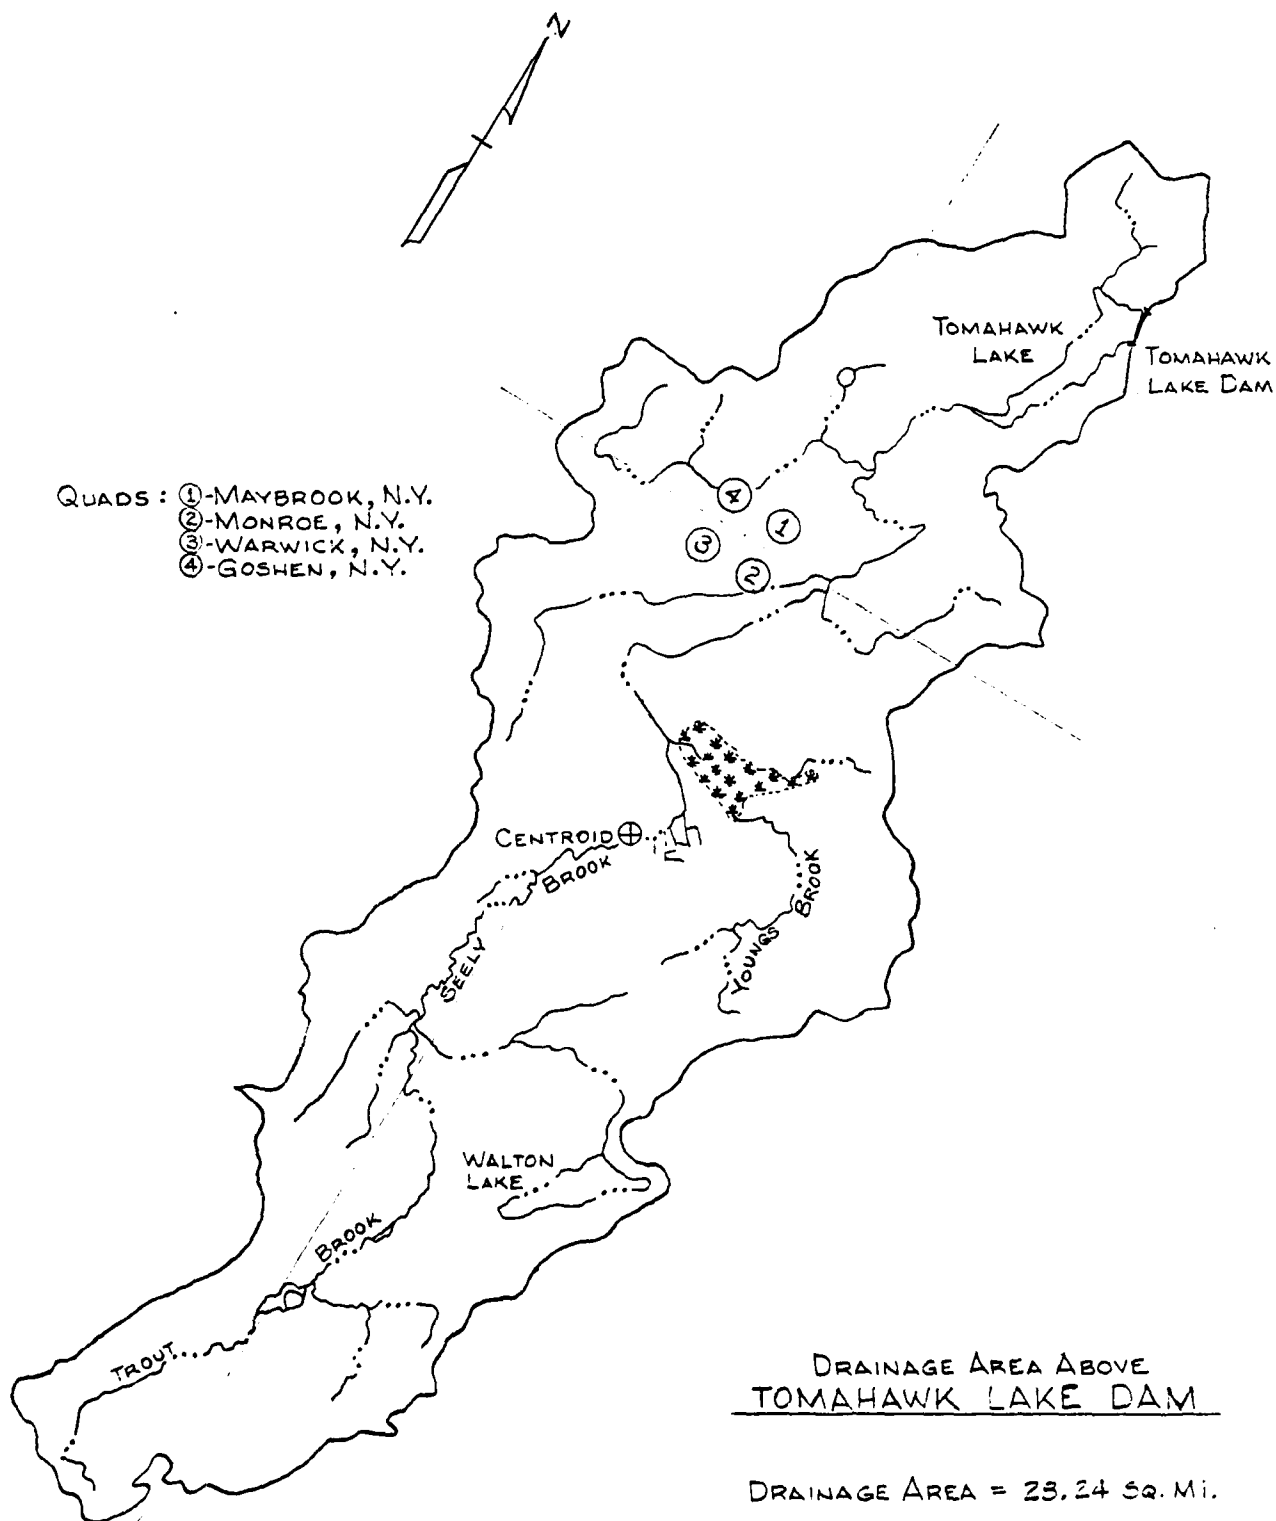 N
TOMAHAWK
LAKE
TOMAHAWK
LAKE DAM
QUADS: ①-MAYBROOK, N.Y.
②-MONROE, N.Y.
③-WARWICK, N.Y.
④-GOSHEN, N.Y.
4
1
3
2
CENTROID
SEELY BROOK
YOUNGS BROOK
WALTON
LAKE
TROUT BROOK
DRAINAGE AREA ABOVE
TOMAHAWK LAKE DAM
DRAINAGE AREA = 23.24 SQ. MI.